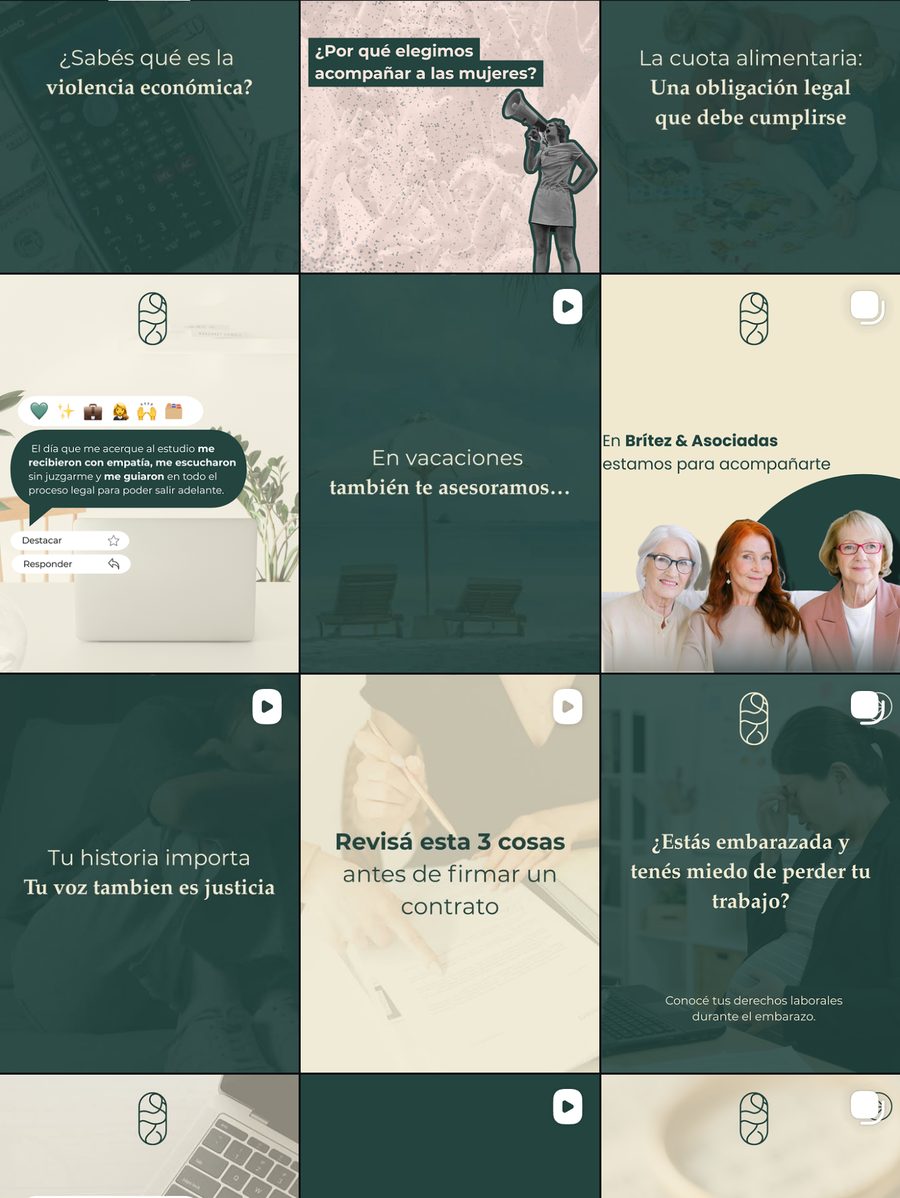 ¿Sabés qué es la
violencia económica?
¿Por qué elegimos
acompañar a las mujeres?
La cuota alimentaria:
Una obligación legal
que debe cumplirse
El día que me acerque al estudio me
recibieron con empatía, me escucharon
sin juzgarme y me guiaron en todo el
proceso legal para poder salir adelante.
Destacar
Responder
En vacaciones
también te asesoramos...
En Brítez & Asociadas
estamos para acompañarte
Tu historia importa
Tu voz tambien es justicia
Revisá esta 3 cosas
antes de firmar un
contrato
¿Estás embarazada y
tenés miedo de perder tu
trabajo?
Conocé tus derechos laborales
durante el embarazo.